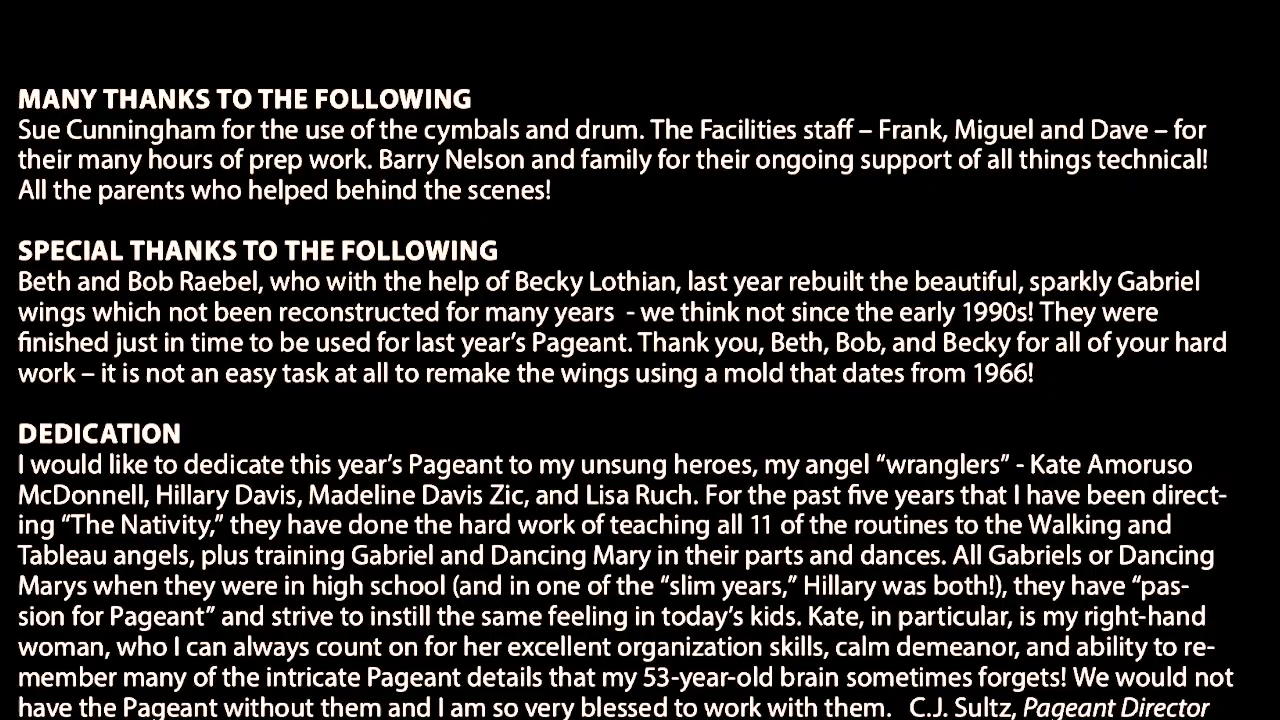 MANY THANKS TO THE FOLLOWING
Sue Cunningham for the use of the cymbals and drum. The Facilities staff – Frank, Miguel and Dave – for
their many hours of prep work. Barry Nelson and family for their ongoing support of all things technical!
All the parents who helped behind the scenes!
SPECIAL THANKS TO THE FOLLOWING
Beth and Bob Raebel, who with the help of Becky Lothian, last year rebuilt the beautiful, sparkly Gabriel
wings which not been reconstructed for many years  - we think not since the early 1990s! They were
finished just in time to be used for last year’s Pageant. Thank you, Beth, Bob, and Becky for all of your hard
work – it is not an easy task at all to remake the wings using a mold that dates from 1966!
DEDICATION
I would like to dedicate this year’s Pageant to my unsung heroes, my angel “wranglers” - Kate Amoruso
McDonnell, Hillary Davis, Madeline Davis Zic, and Lisa Ruch. For the past five years that I have been direct-
ing “The Nativity,” they have done the hard work of teaching all 11 of the routines to the Walking and
Tableau angels, plus training Gabriel and Dancing Mary in their parts and dances. All Gabriels or Dancing
Marys when they were in high school (and in one of the “slim years,” Hillary was both!), they have “pas-
sion for Pageant” and strive to instill the same feeling in today’s kids. Kate, in particular, is my right-hand
woman, who I can always count on for her excellent organization skills, calm demeanor, and ability to re-
member many of the intricate Pageant details that my 53-year-old brain sometimes forgets! We would not
have the Pageant without them and I am so very blessed to work with them.   C.J. Sultz, Pageant Director